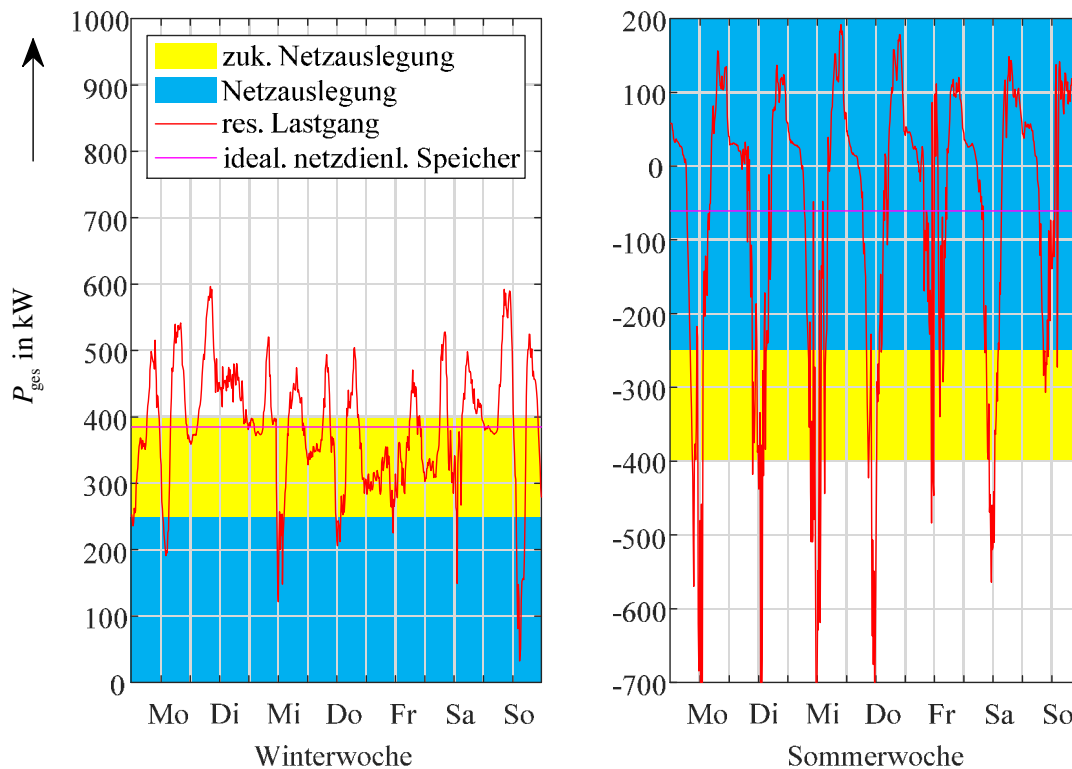 P_ges in kW
1000
900
800
700
600
500
400
300
200
100
0
zuk. Netzauslegung
Netzauslegung
res. Lastgang
ideal. netzdienl. Speicher
Mo Di Mi Do Fr Sa So
Winterwoche
200
100
0
-100
-200
-300
-400
-500
-600
-700
Mo Di Mi Do Fr Sa So
Sommerwoche